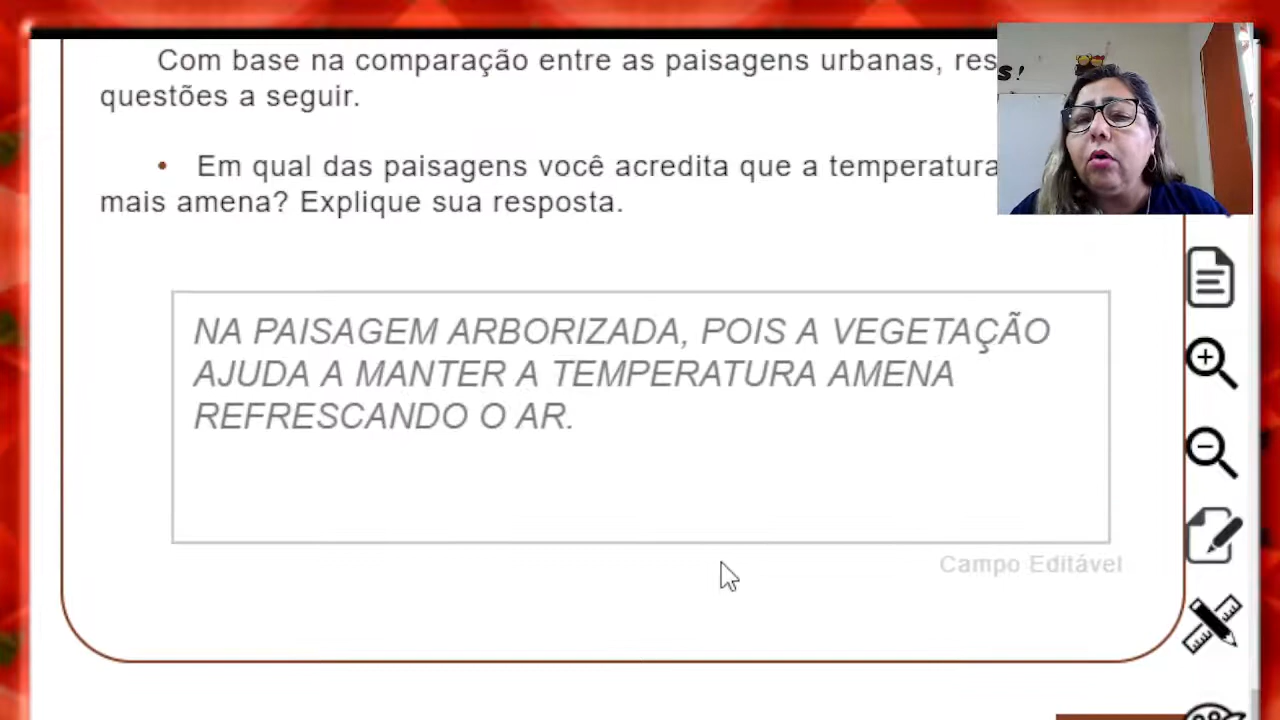 Com base na comparação entre as paisagens urbanas, res
questões a seguir.
• Em qual das paisagens você acredita que a temperatura
mais amena? Explique sua resposta.
NA PAISAGEM ARBORIZADA, POIS A VEGETAÇÃO
AJUDA A MANTER A TEMPERATURA AMENA
REFRESCANDO O AR.
Campo Editável